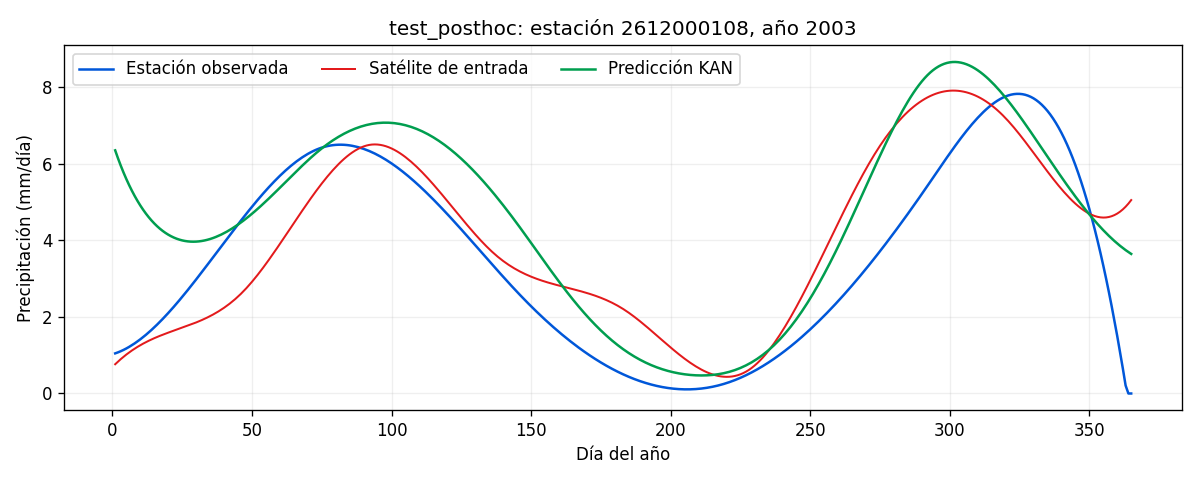 test_posthoc: estación 2612000108, año 2003
Estación observada
Satélite de entrada
Predicción KAN
Precipitación (mm/día)
8
6
4
2
0
0 50 100 150 200 250 300 350
Día del año